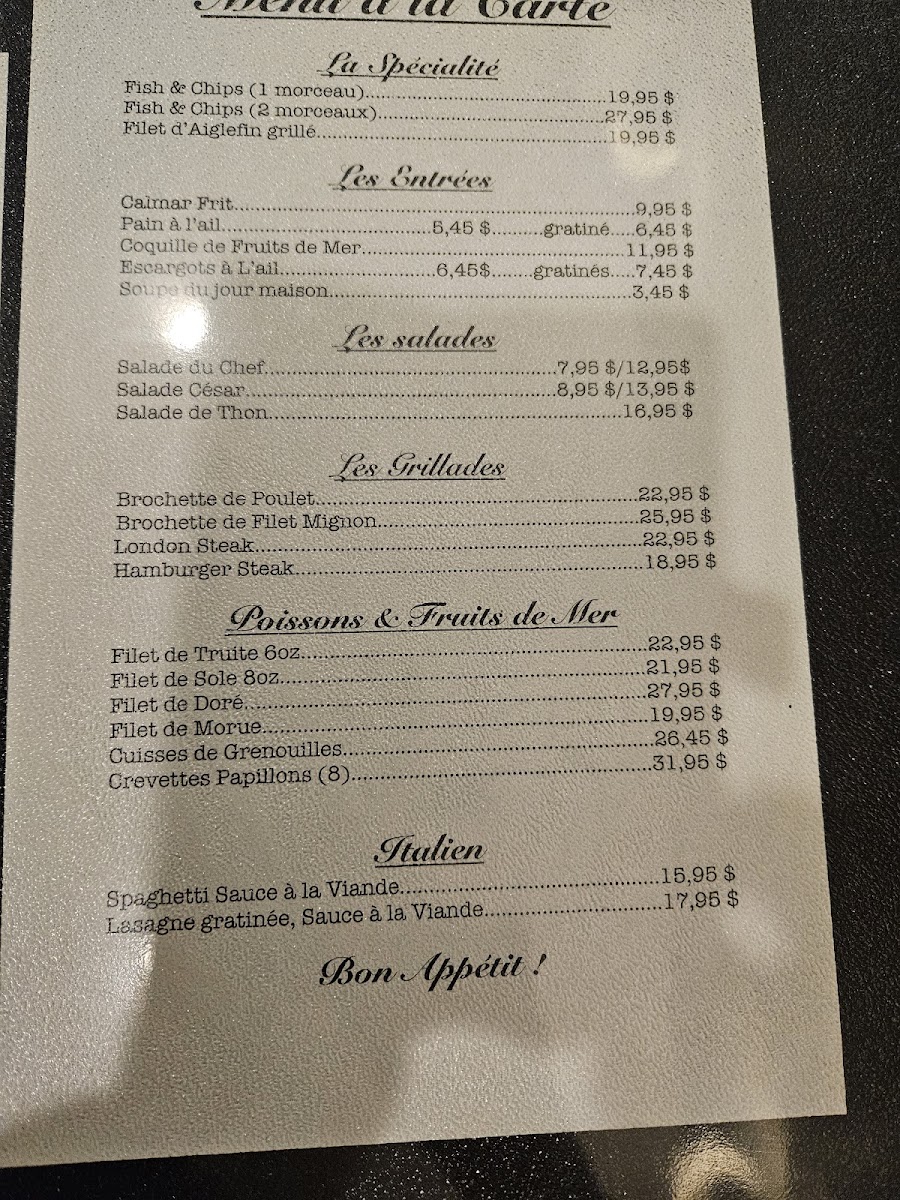 Menu à la Carte
La Spécialité
Fish & Chips (1 morceau)..........19,95 $
Fish & Chips (2 morceaux)..........27,95 $
Filet d'Aiglefin grillé..........19,95 $
Les Entrées
Calmar Frit..........9,95 $
Pain à l'ail..........5,45 $..........gratiné.....6,45 $
Coquille de Fruits de Mer..........11,95 $
Escargots à L'ail..........6,45$..........gratinés....7,45 $
Soupe du jour maison..........3,45 $
Les salades
Salade du Chef..........7,95 $/12,95$
Salade César..........8,95 $/13,95 $
Salade de Thon..........16,95 $
Les Grillades
Brochette de Poulet..........22,95 $
Brochette de Filet Mignon..........25,95 $
London Steak..........22,95 $
Hamburger Steak..........18,95 $
Poissons & Fruits de Mer
Filet de Truite 6oz..........22,95 $
Filet de Sole 8oz..........21,95 $
Filet de Doré..........27,95 $
Filet de Morue..........19,95 $
Cuisses de Grenouilles..........26,45 $
Crevettes Papillons (8)..........31,95 $
Italien
Spaghetti Sauce à la Viande..........15,95 $
Lasagne gratinée, Sauce à la Viande..........17,95 $
Bon Appétit !